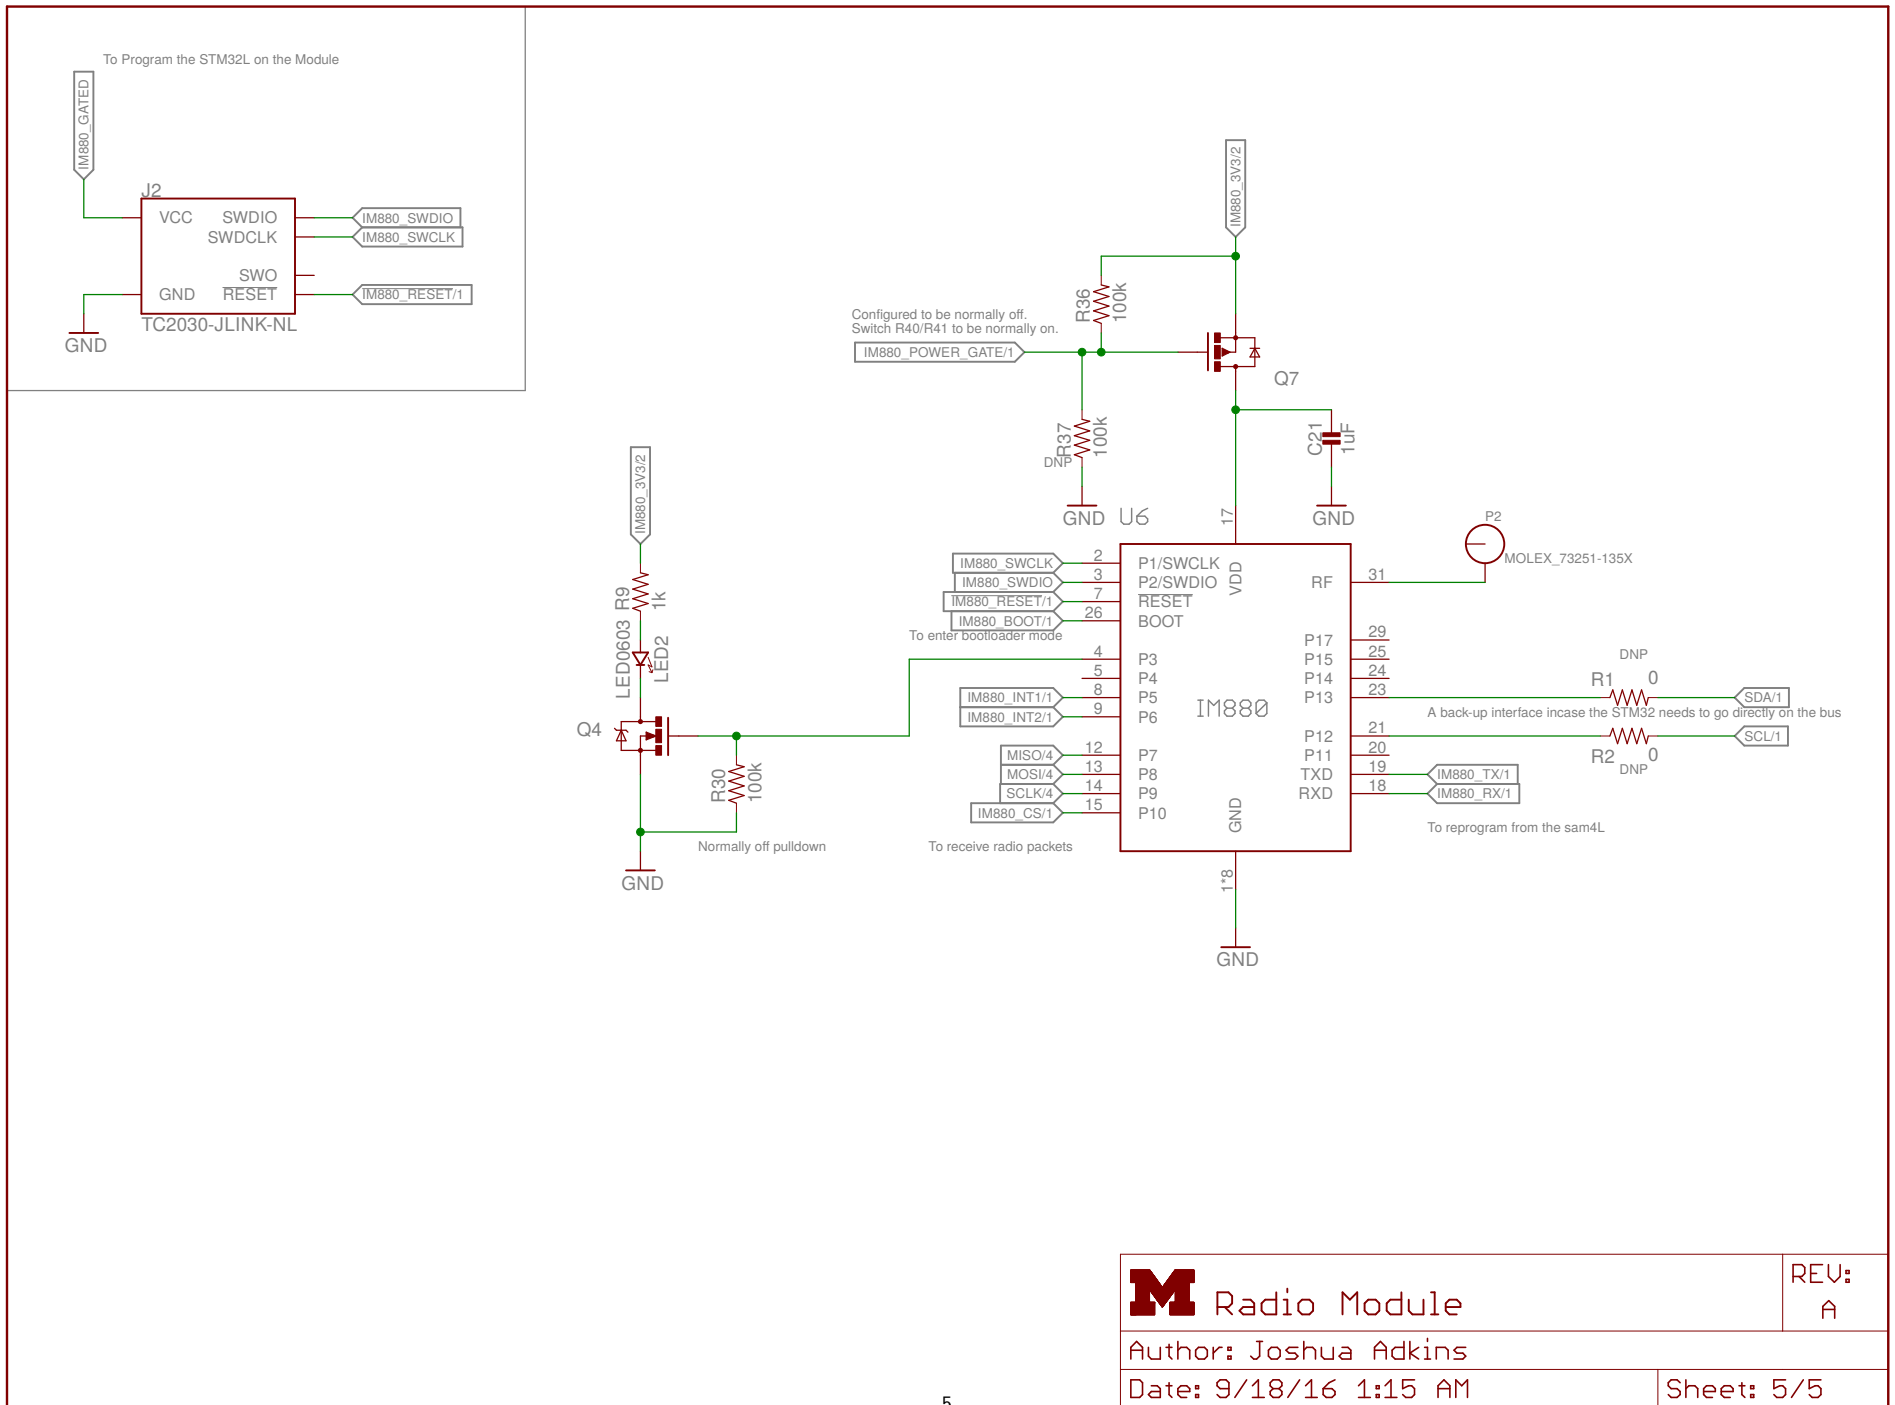 To Program the STM32L on the Module
IM880_GATED
J2
VCC
SWDIO
SWDCLK
SWO
GND
RESET
TC2030-JLINK-NL
IM880_SWDIO
IM880_SWCLK
IM880_RESET/1
GND
IM880_3V3/2
R36
100k
Configured to be normally off.
Switch R40/R41 to be normally on.
IM880_POWER_GATE/1
Q7
R37
100k
DNP
GND
C21
1uF
GND
IM880_3V3/2
R9
1k
LED0603
LED2
Q4
R30
100k
Normally off pulldown
GND
U6
17
IM880_SWCLK 2 P1/SWCLK
IM880_SWDIO 3 P2/SWDIO
IM880_RESET/1 7 RESET
IM880_BOOT/1 26 BOOT
To enter bootloader mode
4 P3
5 P4
IM880_INT1/1 8 P5
IM880_INT2/1 9 P6
MISO/4 12 P7
MOSI/4 13 P8
SCLK/4 14 P9
IM880_CS/1 15 P10
To receive radio packets
VDD
IM880
GND
1*8
GND
RF 31
P2
MOLEX_73251-135X
P17 29
P15 25
P14 24
P13 23
P12 21
P11 20
TXD 19 IM880_TX/1
RXD 18 IM880_RX/1
To reprogram from the sam4L
DNP
R1 0
SDA/1
A back-up interface incase the STM32 needs to go directly on the bus
SCL/1
R2 0
DNP
M Radio Module
REV:
A
Author: Joshua Adkins
Date: 9/18/16 1:15 AM
Sheet: 5/5
5